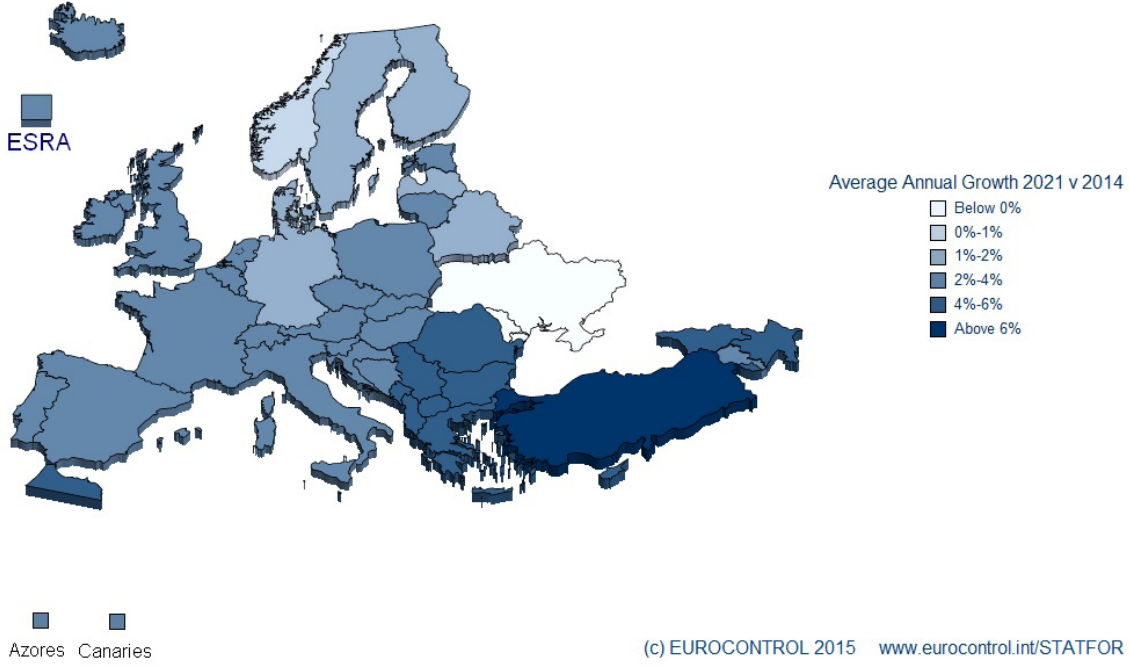 ESRA
Average Annual Growth 2021 v 2014
Below 0%
0%-1%
1%-2%
2%-4%
4%-6%
Above 6%
Azores Canaries
(c) EUROCONTROL 2015 www.eurocontrol.int/STATFOR